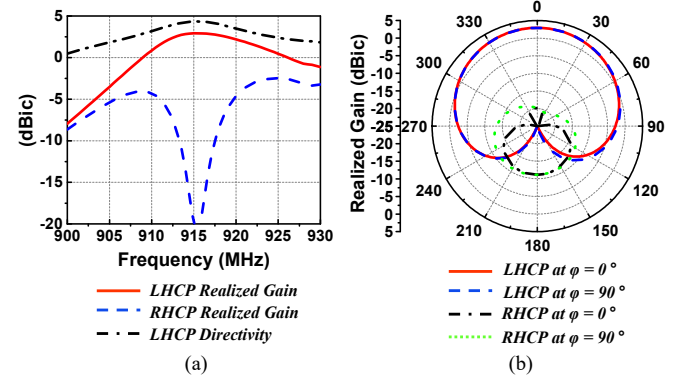 (a)
5
0
-5
-10
-15
-20
(dBic)
900 905 910 915 920 925 930
Frequency (MHz)
LHCP Realized Gain
RHCP Realized Gain
LHCP Directivity
(a)
(b)
Realized Gain (dBic)
5
0
-5
-10
-15
-20
-25
-20
-15
-10
-5
0
5
0
30
60
90
120
150
180
210
240
270
300
330
LHCP at φ = 0°
LHCP at φ = 90°
RHCP at φ = 0°
RHCP at φ = 90°
(b)